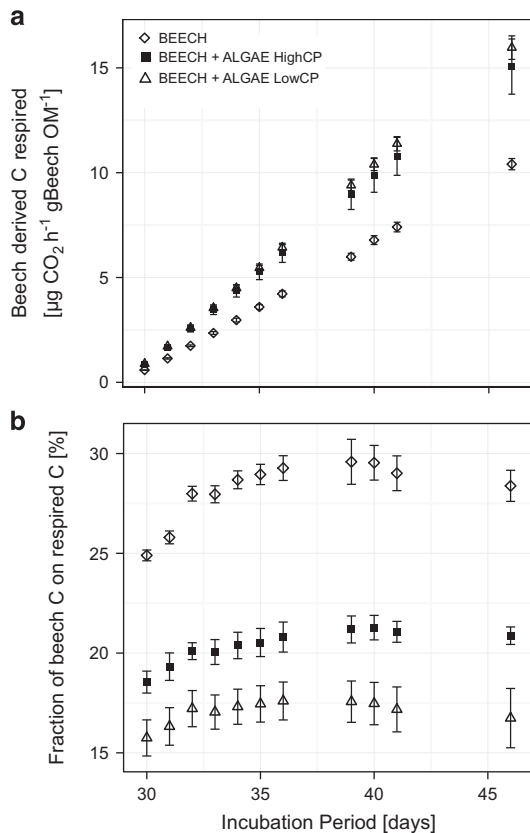 a
BEECH
BEECH + ALGAE HighCP
BEECH + ALGAE LowCP
Beech derived C respired
[µg CO₂ h⁻¹ gBeech OM⁻¹]
15
10
5
0
b
Fraction of beech C on respired C [%]
30
25
20
15
30
35
40
45
Incubation Period [days]